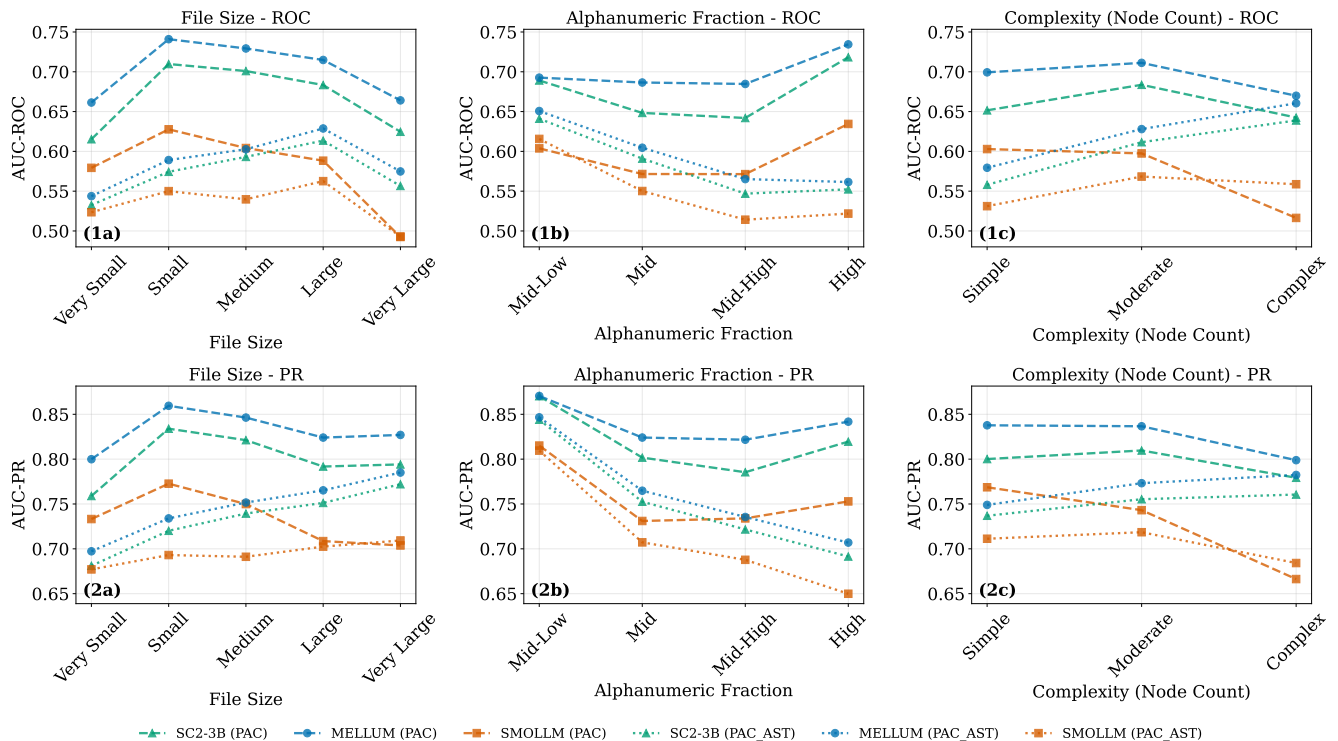 File Size - ROC
AUC-ROC
0.75
0.70
0.65
0.60
0.55
0.50
(1a)
Very Small
Small
Medium
Large
Very Large
File Size
Alphanumeric Fraction - ROC
AUC-ROC
0.75
0.70
0.65
0.60
0.55
0.50
(1b)
Mid-Low
Mid
Mid-High
High
Alphanumeric Fraction
Complexity (Node Count) - ROC
AUC-ROC
0.75
0.70
0.65
0.60
0.55
0.50
(1c)
Simple
Moderate
Complex
Complexity (Node Count)
File Size - PR
AUC-PR
0.85
0.80
0.75
0.70
0.65
(2a)
Very Small
Small
Medium
Large
Very Large
File Size
Alphanumeric Fraction - PR
AUC-PR
0.85
0.80
0.75
0.70
0.65
(2b)
Mid-Low
Mid
Mid-High
High
Alphanumeric Fraction
Complexity (Node Count) - PR
AUC-PR
0.85
0.80
0.75
0.70
0.65
(2c)
Simple
Moderate
Complex
Complexity (Node Count)
SC2-3B (PAC) MELLUM (PAC) SMOLLM (PAC) SC2-3B (PAC_AST) MELLUM (PAC_AST) SMOLLM (PAC_AST)